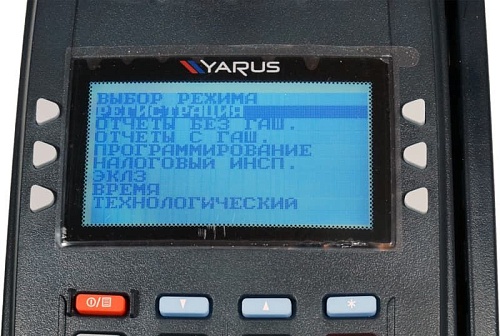 YARUS
ВЫБОР РЕЖИМА
РЕГИСТРАЦИЯ
ОТЧЕТЫ БЕЗ ГАШ.
ОТЧЕТЫ С ГАШ.
ПРОГРАММИРОВАНИЕ
НАЛОГОВЫЙ ИНСП.
ЭКЛЗ
ВРЕМЯ
ТЕХНОЛОГИЧЕСКИЙ